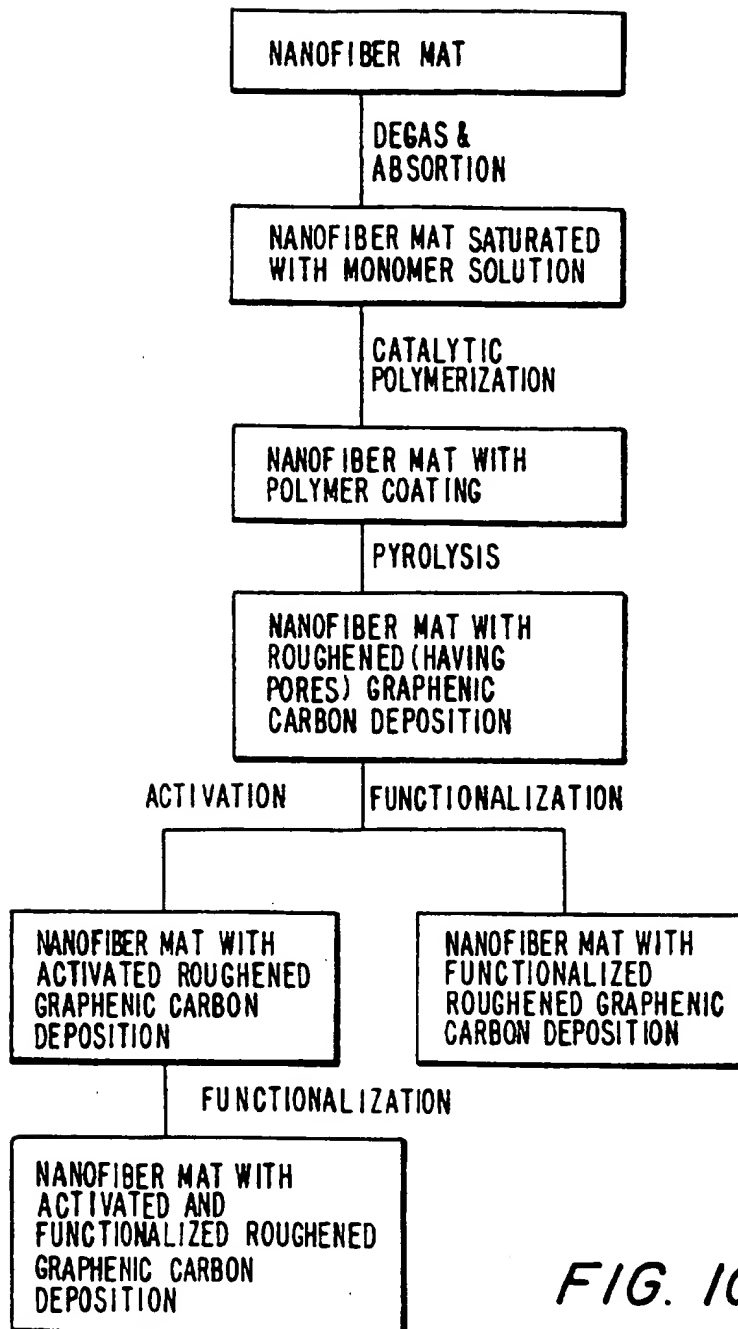 NANOFIBER MAT
DEGAS &
ABSORTION
NANOFIBER MAT SATURATED
WITH MONOMER SOLUTION
CATALYTIC
POLYMERIZATION
NANOFIBER MAT WITH
POLYMER COATING
PYROLYSIS
NANOFIBER MAT WITH
ROUGHENED (HAVING
PORES) GRAPHENIC
CARBON DEPOSITION
ACTIVATION
FUNCTIONALIZATION
NANOFIBER MAT WITH
ACTIVATED ROUGHENED
GRAPHENIC CARBON
DEPOSITION
NANOFIBER MAT WITH
FUNCTIONALIZED
ROUGHENED GRAPHENIC
CARBON DEPOSITION
FUNCTIONALIZATION
NANOFIBER MAT WITH
ACTIVATED AND
FUNCTIONALIZED ROUGHENED
GRAPHENIC CARBON
DEPOSITION
FIG.